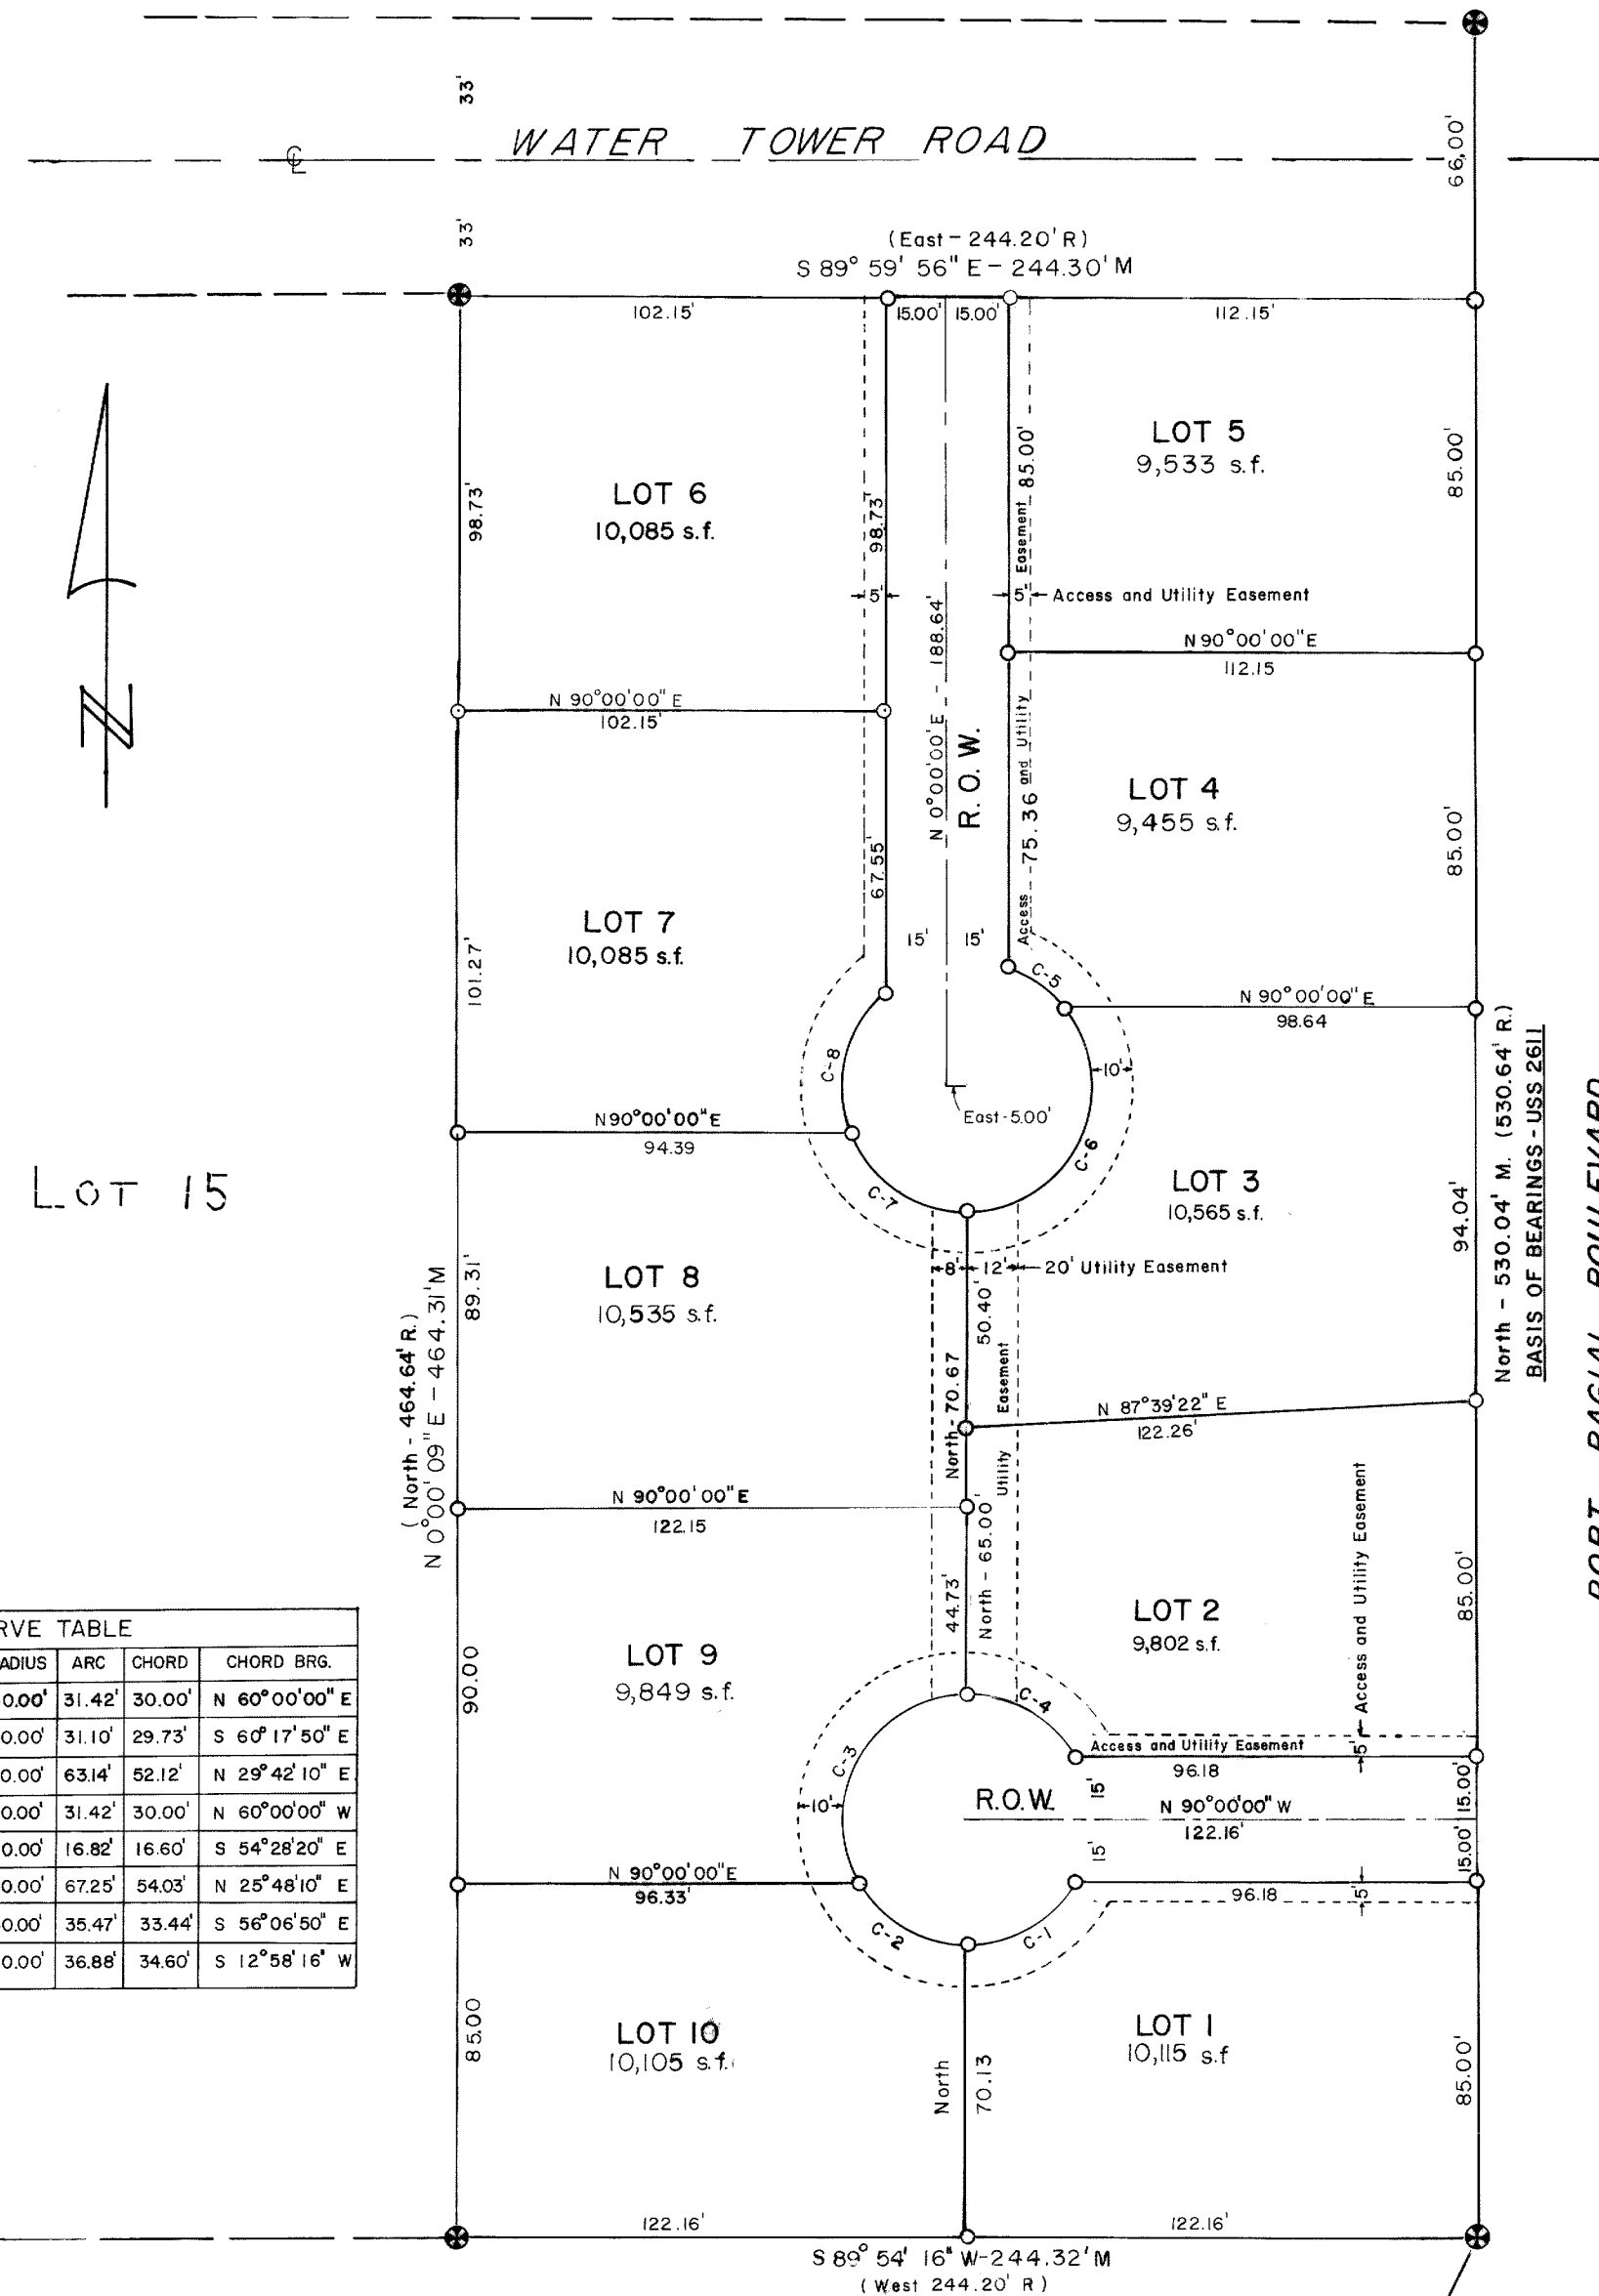 33'
WATER TOWER ROAD
66.00'
33'
(East - 244.20' R)
S 89° 59' 56" E - 244.30' M
102.15'
15.00'
15.00'
112.15'
LOT 5
9,533 s.f.
85.00'
LOT 6
10,085 s.f.
98.73'
98.73'
Easement 85.00'
5'
5'
Access and Utility Easement
N 90°00'00" E
112.15
N 90°00'00" E
102.15'
N 0°00'00"E - 188.64'
R. O. W.
Access and Utility
75.36
LOT 4
9,455 s.f.
85.00'
67.55'
LOT 7
10,085 s.f.
101.27'
15'
15'
C-5
N 90°00'00" E
98.64
C-8
10'
East-5.00'
N 90°00'00" E
94.39
C-6
C-7
LOT 3
10,565 s.f.
94.04'
North - 530.04' M. (530.64' R.)
BASIS OF BEARINGS - USS 2611
LOT 15
8'
12'
20' Utility Easement
LOT 8
10,535 s.f.
89.31'
(North - 464.64' R.)
N 0°00'09" E - 464.31' M
50.40'
North - 70.67
Utility Easement
N 87°39'22" E
122.26'
N 90°00'00" E
122.15
North - 65.00'
44.73'
LOT 2
9,802 s.f.
Access and Utility Easement
85.00'
LOT 9
9,849 s.f.
90.00
RVE TABLE
ADIUS ARC CHORD CHORD BRG.
0.00' 31.42' 30.00' N 60°00'00" E
0.00' 31.10' 29.73' S 60°17'50" E
0.00' 63.14' 52.12' N 29°42'10" E
0.00' 31.42' 30.00' N 60°00'00" W
0.00' 16.82' 16.60' S 54°28'20" E
0.00' 67.25' 54.03' N 25°48'10" E
0.00' 35.47' 33.44' S 56°06'50" E
0.00' 36.88' 34.60' S 12°58'16" W
C-4
C-3
Access and Utility Easement
96.18
5'
15'
15.00'
10'
R.O.W.
N 90°00'00" W
122.16'
15'
15.00'
N 90°00'00" E
96.33'
96.18
5'
C-2
C-1
LOT 10
10,105 s.f.
85.00
North
70.13
LOT 1
10,115 s.f
85.00'
122.16'
122.16'
S 89° 54' 16" W-244.32' M
(West 244.20' R)